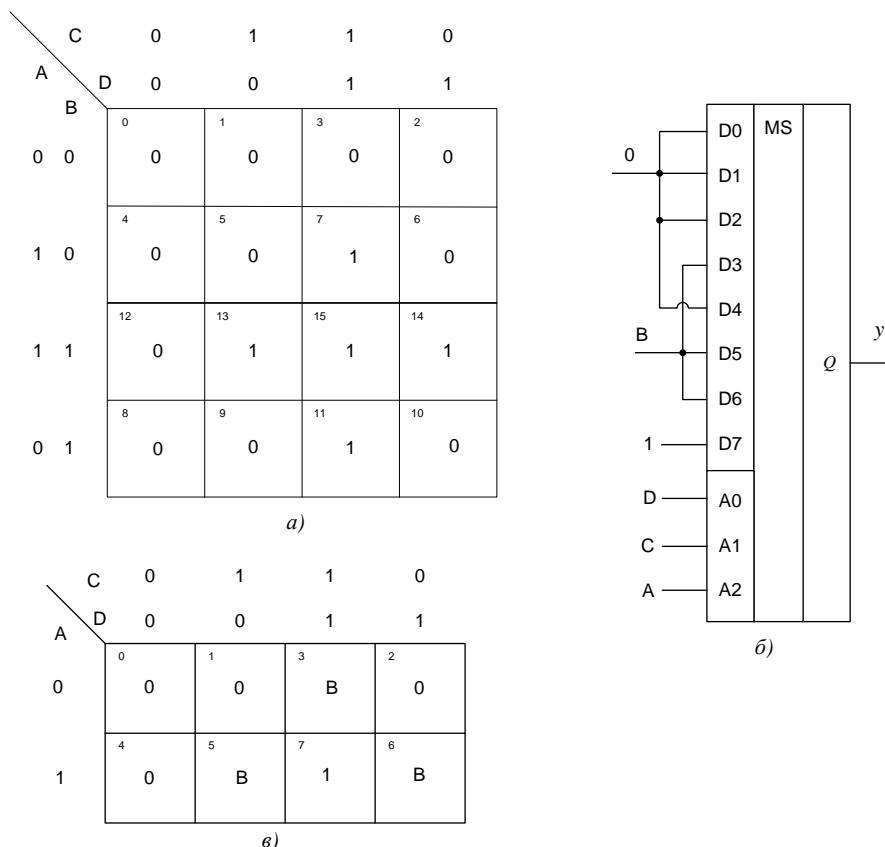 C 0 1 1 0
A
D 0 0 1 1
B
0 1 3 2
0 0 0 0 0 0
4 5 7 6
1 0 0 0 1 0
12 13 15 14
1 1 0 1 1 1
8 9 11 10
0 1 0 0 1 0
а)
D0 MS
0
D1
D2
D3
D4
B
D5
y
Q
D6
1 D7
D A0
C A1
A A2
б)
C 0 1 1 0
D 0 0 1 1
A
0 1 3 2
0 0 0 B 0
4 5 7 6
1 0 B 1 B
в)